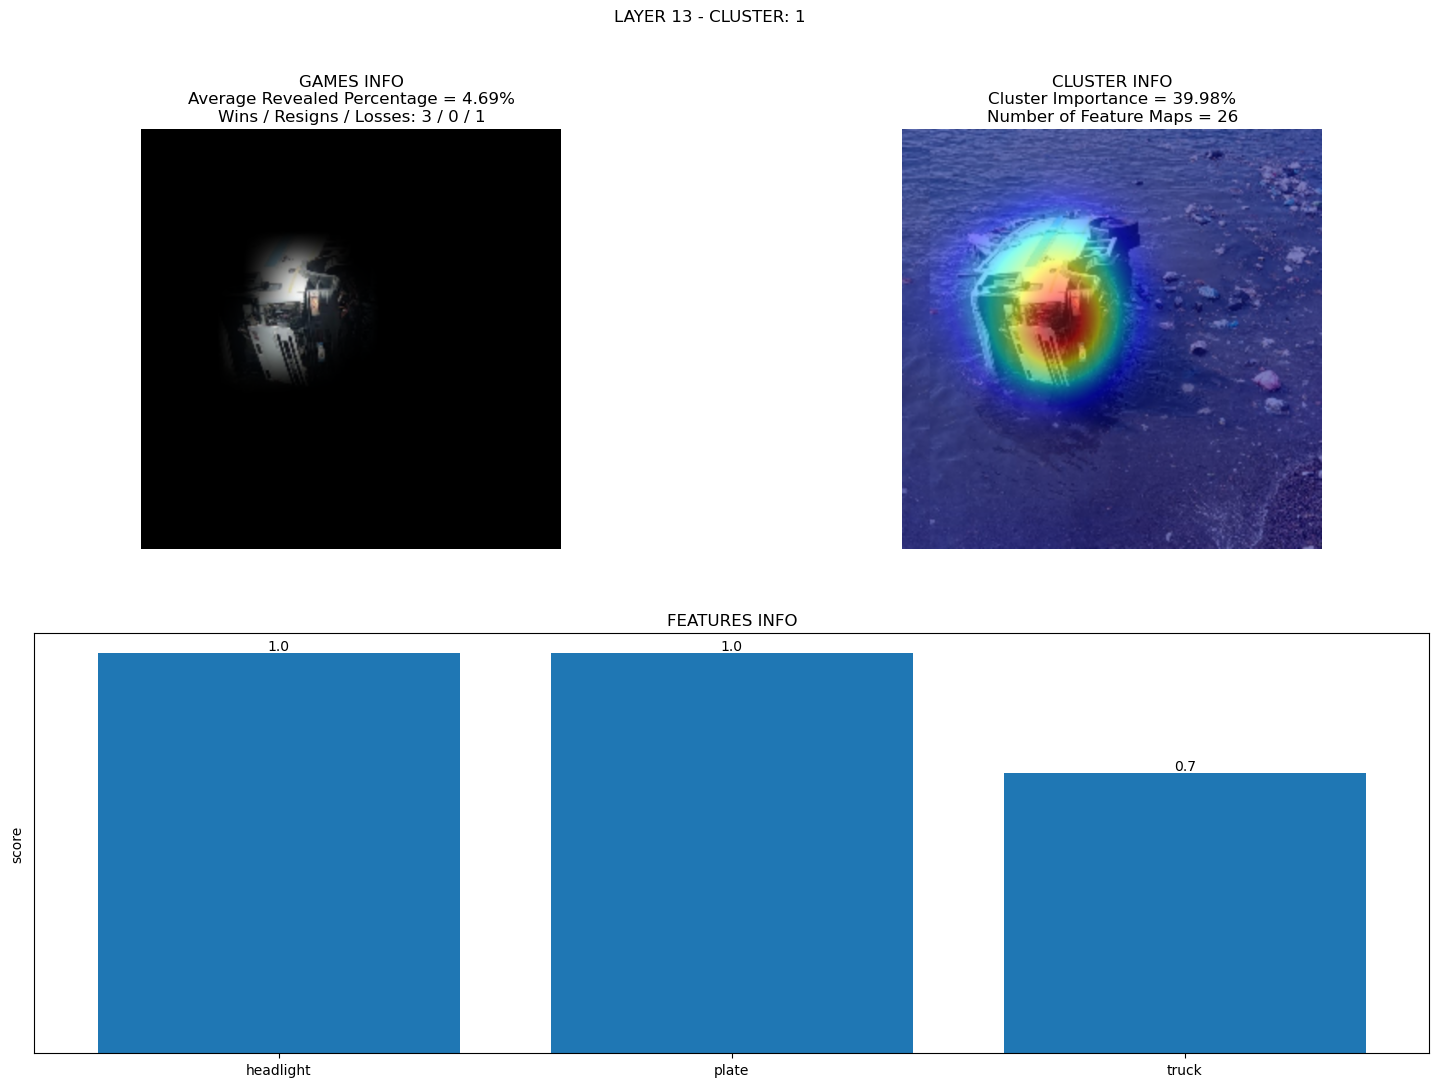 LAYER 13 - CLUSTER: 1
GAMES INFO
Average Revealed Percentage = 4.69%
Wins / Resigns / Losses: 3 / 0 / 1
CLUSTER INFO
Cluster Importance = 39.98%
Number of Feature Maps = 26
FEATURES INFO
1.0
1.0
0.7
score
headlight
plate
truck